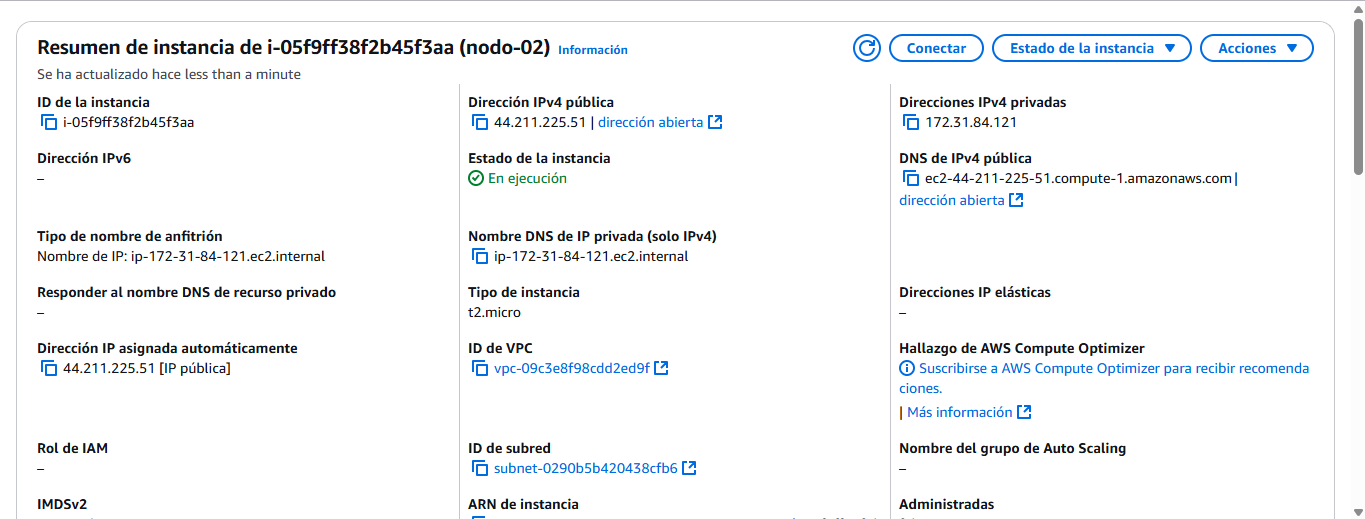 Resumen de instancia de i-05f9ff38f2b45f3aa (nodo-02) Información
Conectar
Estado de la instancia
Acciones
Se ha actualizado hace less than a minute
ID de la instancia
i-05f9ff38f2b45f3aa
Dirección IPv4 pública
44.211.225.51 | dirección abierta
Direcciones IPv4 privadas
172.31.84.121
Dirección IPv6
–
Estado de la instancia
En ejecución
DNS de IPv4 pública
ec2-44-211-225-51.compute-1.amazonaws.com |
dirección abierta
Tipo de nombre de anfitrión
Nombre de IP: ip-172-31-84-121.ec2.internal
Nombre DNS de IP privada (solo IPv4)
ip-172-31-84-121.ec2.internal
Responder al nombre DNS de recurso privado
–
Tipo de instancia
t2.micro
Direcciones IP elásticas
–
Dirección IP asignada automáticamente
44.211.225.51 [IP pública]
ID de VPC
vpc-09c3e8f98cdd2ed9f
Hallazgo de AWS Compute Optimizer
Suscribirse a AWS Compute Optimizer para recibir recomenda
ciones.
| Más información
Rol de IAM
–
ID de subred
subnet-0290b5b420438cfb6
Nombre del grupo de Auto Scaling
–
IMDSv2
ARN de instancia
Administradas